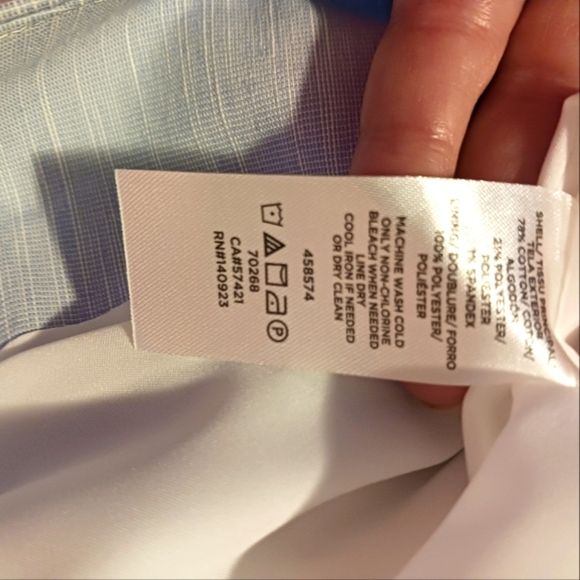 SHELL/ TISSU PRINCIPAL/
TELA EXTERIOR
78% COTTON/ COTON/
ALGODÓN
21% POLYESTER/
POLIÉSTER
1% SPANDEX
LINING/ DOUBLURE/ FORRO
100% POLYESTER/
POLIÉSTER
MACHINE WASH COLD
ONLY NON-CHLORINE
BLEACH WHEN NEEDED
LINE DRY
COOL IRON IF NEEDED
OR DRY CLEAN
458574
P
70268
CA#57421
RN#140923